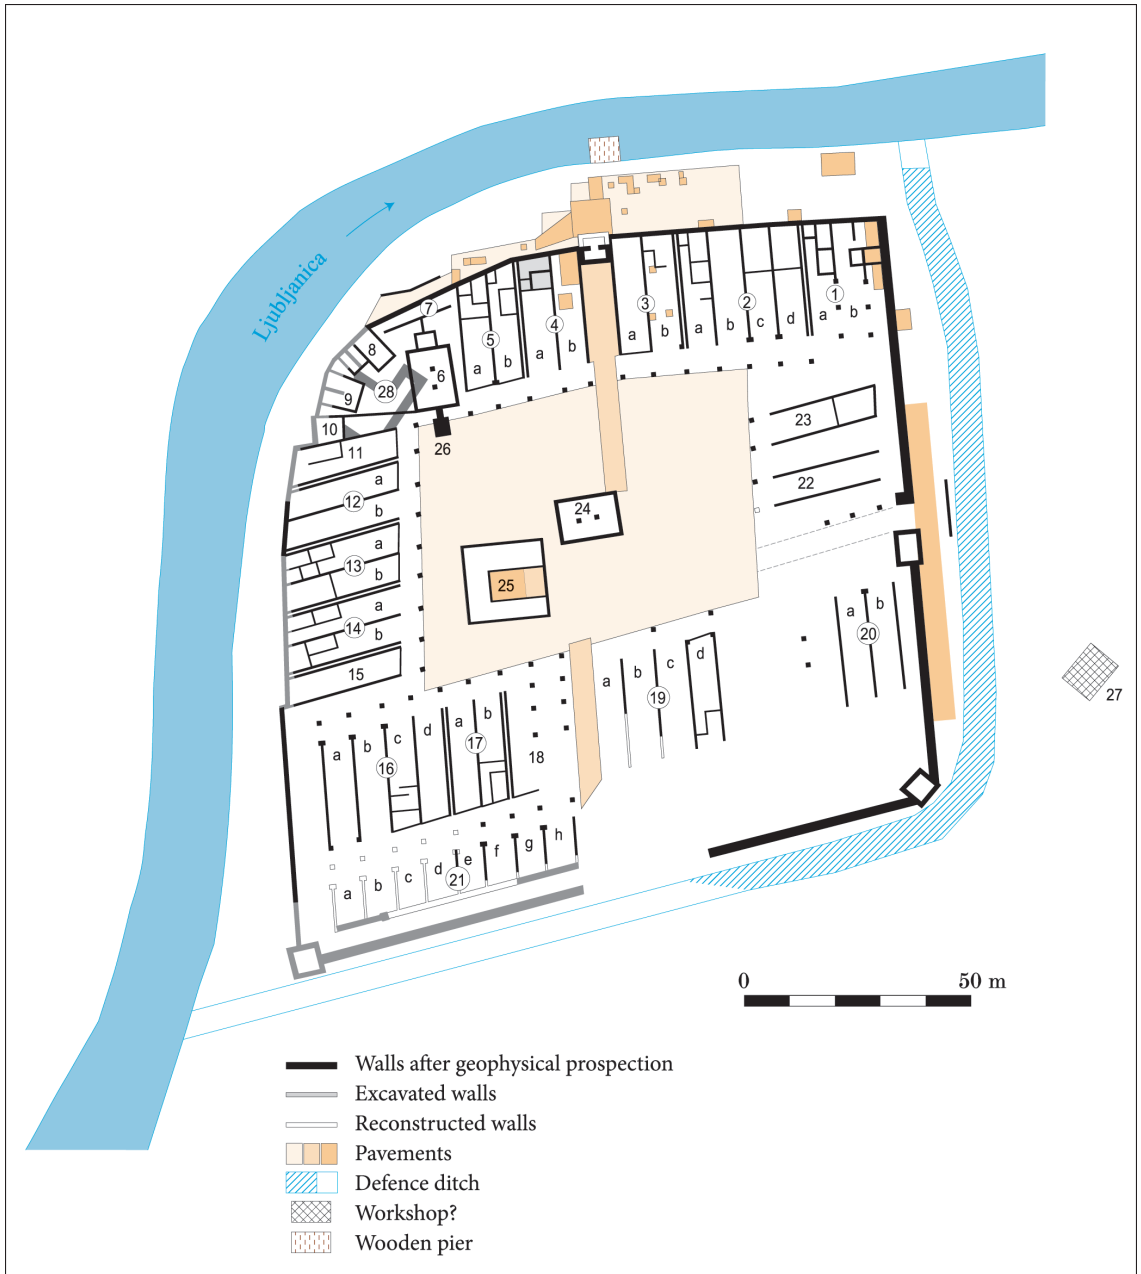 Ljubljanica
1
a
b
2
a
b
c
d
3
a
b
4
a
b
5
a
b
6
7
8
9
28
10
26
11
12
a
b
13
a
b
14
a
b
15
16
a
b
c
d
17
a
b
18
19
a
b
c
d
20
a
b
21
a
b
c
d
e
f
g
h
22
23
24
25
27
0 50 m
Walls after geophysical prospection
Excavated walls
Reconstructed walls
Pavements
Defence ditch
Workshop?
Wooden pier